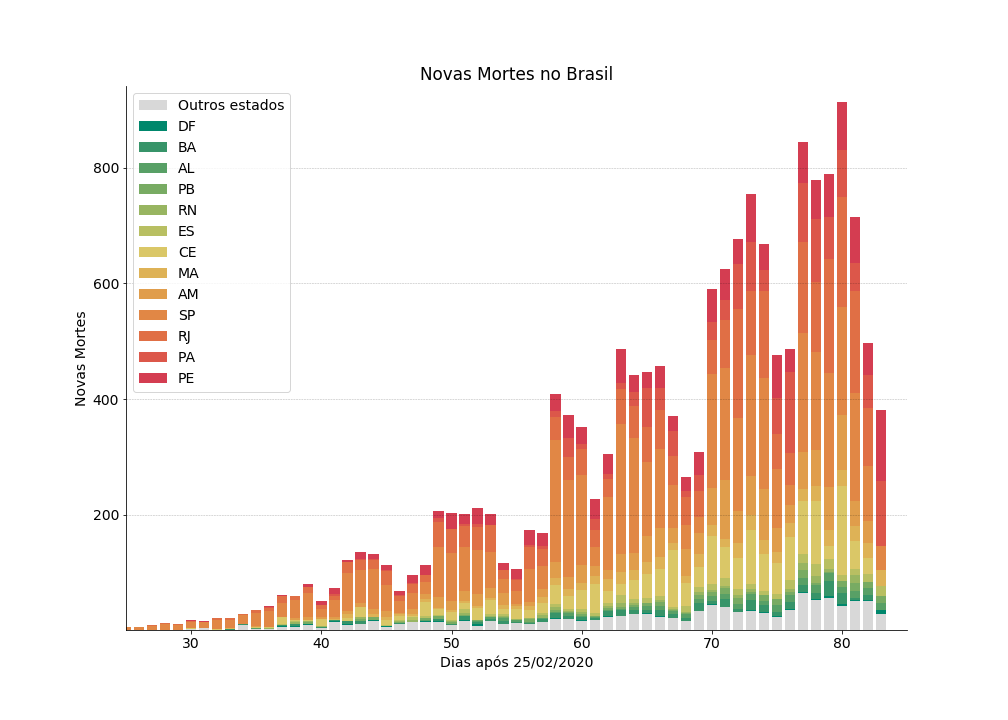 Novas Mortes no Brasil
Outros estados
DF
BA
AL
PB
RN
ES
CE
MA
AM
SP
RJ
PA
PE
800
600
400
200
Novas Mortes
30 40 50 60 70 80
Dias após 25/02/2020